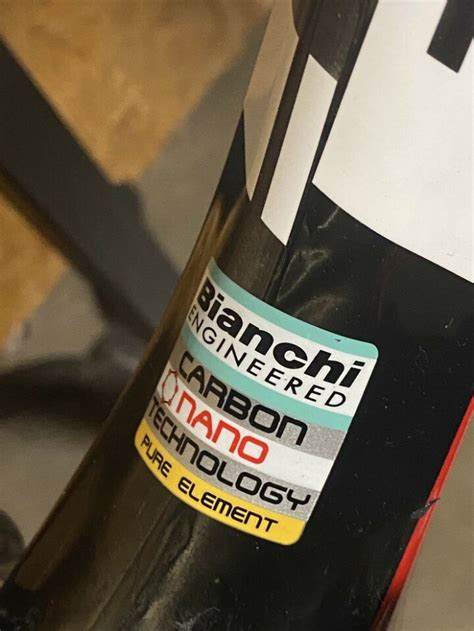 Bianchi
ENGINEERED
CARBON
NANO
TECHNOLOGY
PURE ELEMENT